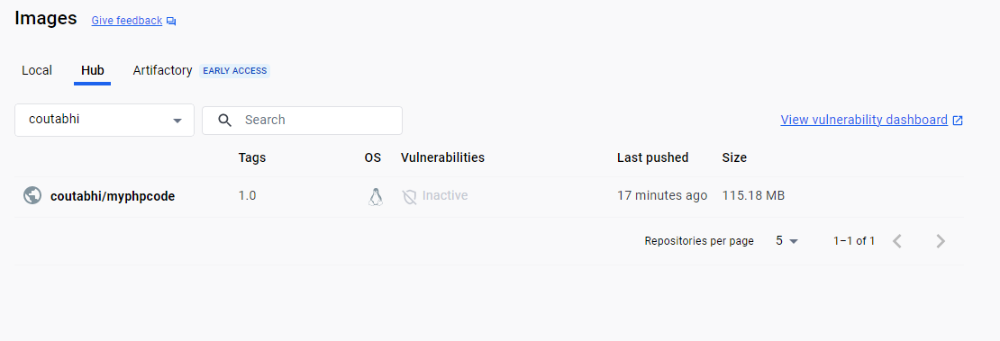 Images Give feedback
Local Hub Artifactory EARLY ACCESS
coutabhi Search View vulnerability dashboard
Tags OS Vulnerabilities Last pushed Size
coutabhi/myphpcode 1.0 Inactive 17 minutes ago 115.18 MB
Repositories per page 5 1–1 of 1